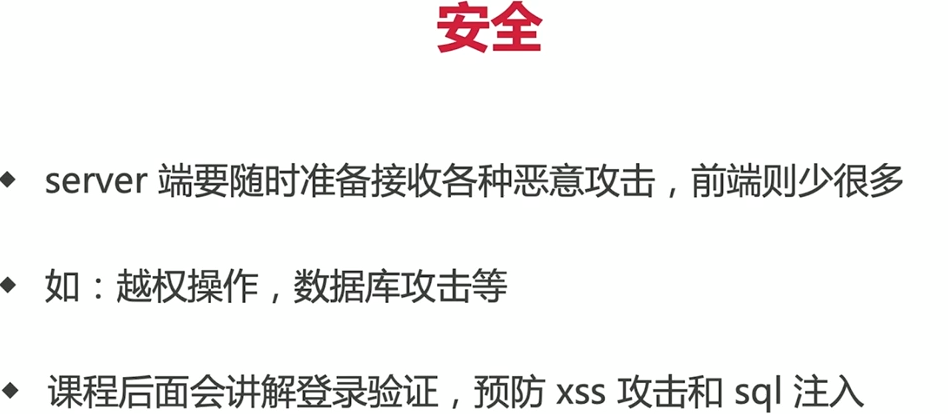 安全
◆ server 端要随时准备接收各种恶意攻击，前端则少很多
◆ 如：越权操作，数据库攻击等
◆ 课程后面会讲解登录验证，预防 xss 攻击和 sql 注入